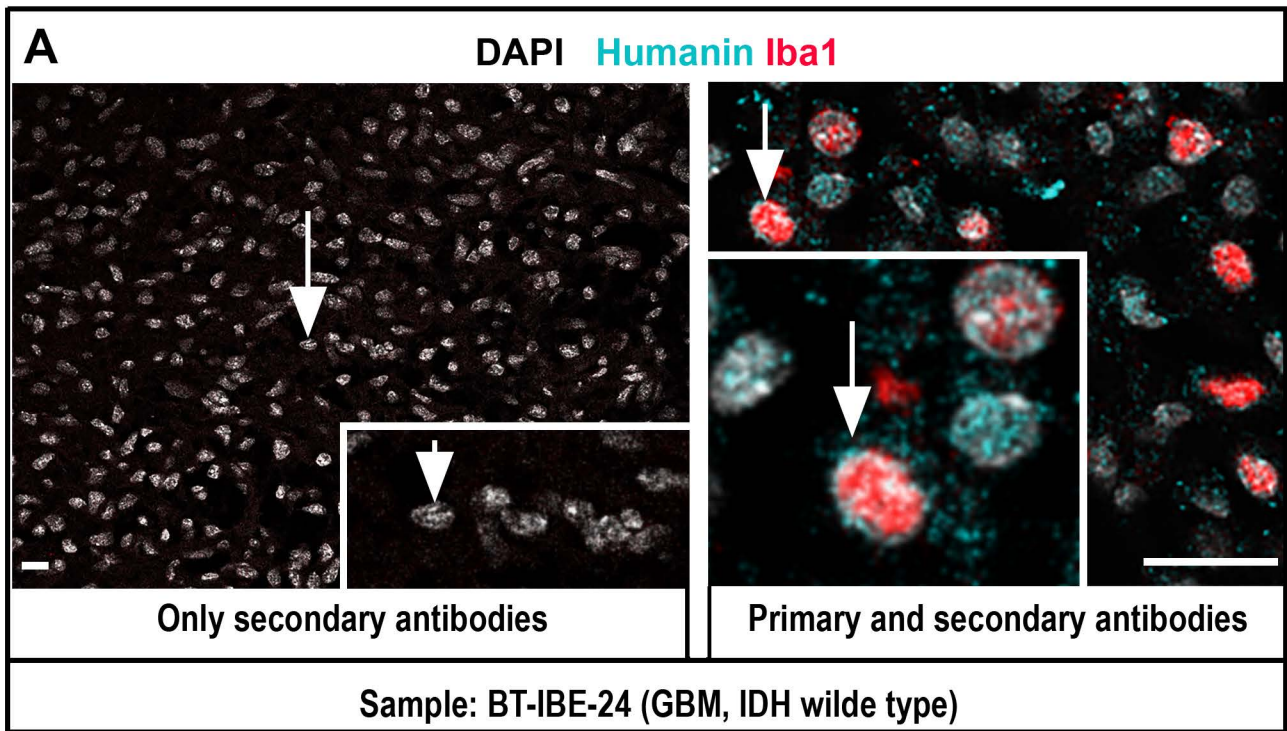 A
DAPI Humanin Iba1
Only secondary antibodies
Primary and secondary antibodies
Sample: BT-IBE-24 (GBM, IDH wilde type)